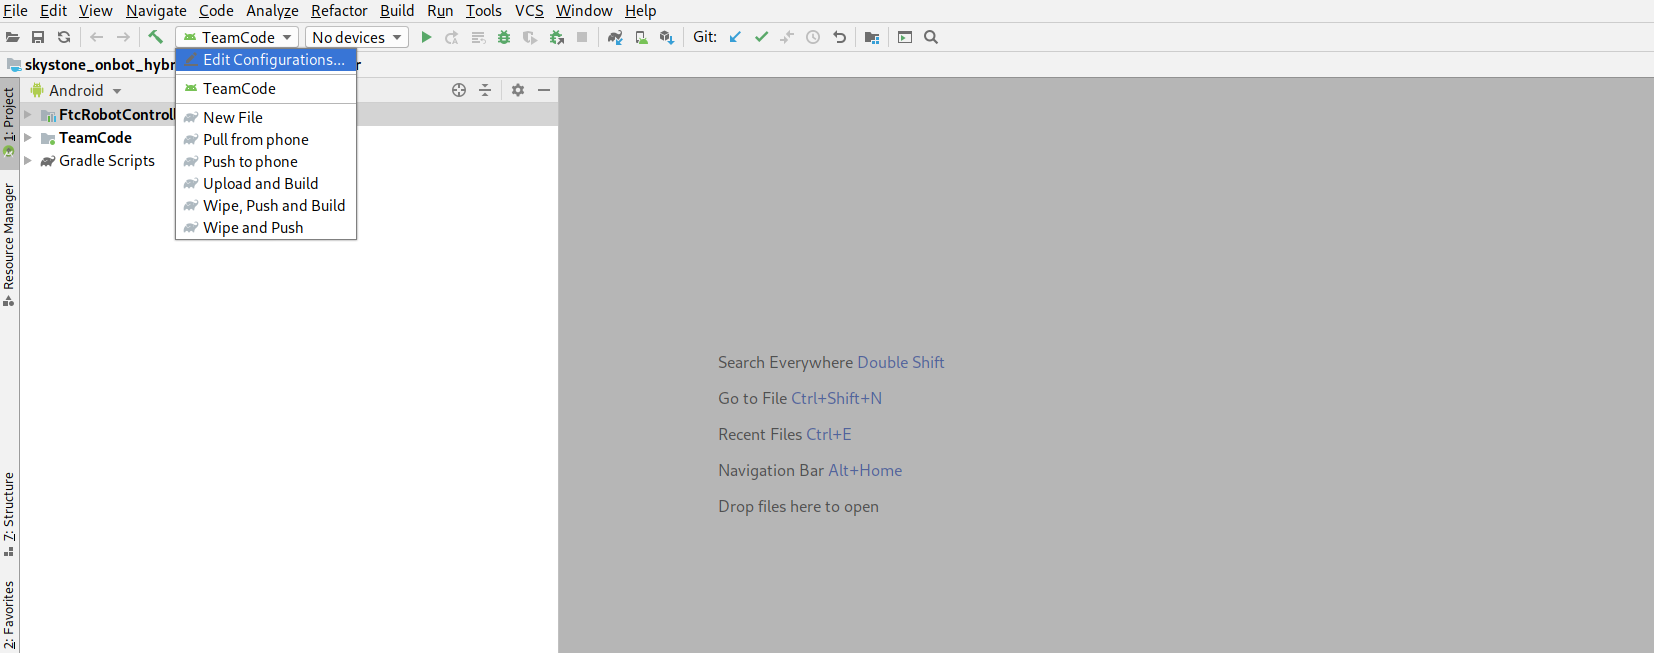 File Edit View Navigate Code Analyze Refactor Build Run Tools VCS Window Help
TeamCode No devices Git:
skystone_onbot_hybr r
Edit Configurations...
Android
TeamCode
FtcRobotControll
New File
TeamCode
Pull from phone
Gradle Scripts
Push to phone
Upload and Build
Wipe, Push and Build
Wipe and Push
1: Project
Resource Manager
7: Structure
2: Favorites
Search Everywhere Double Shift
Go to File Ctrl+Shift+N
Recent Files Ctrl+E
Navigation Bar Alt+Home
Drop files here to open